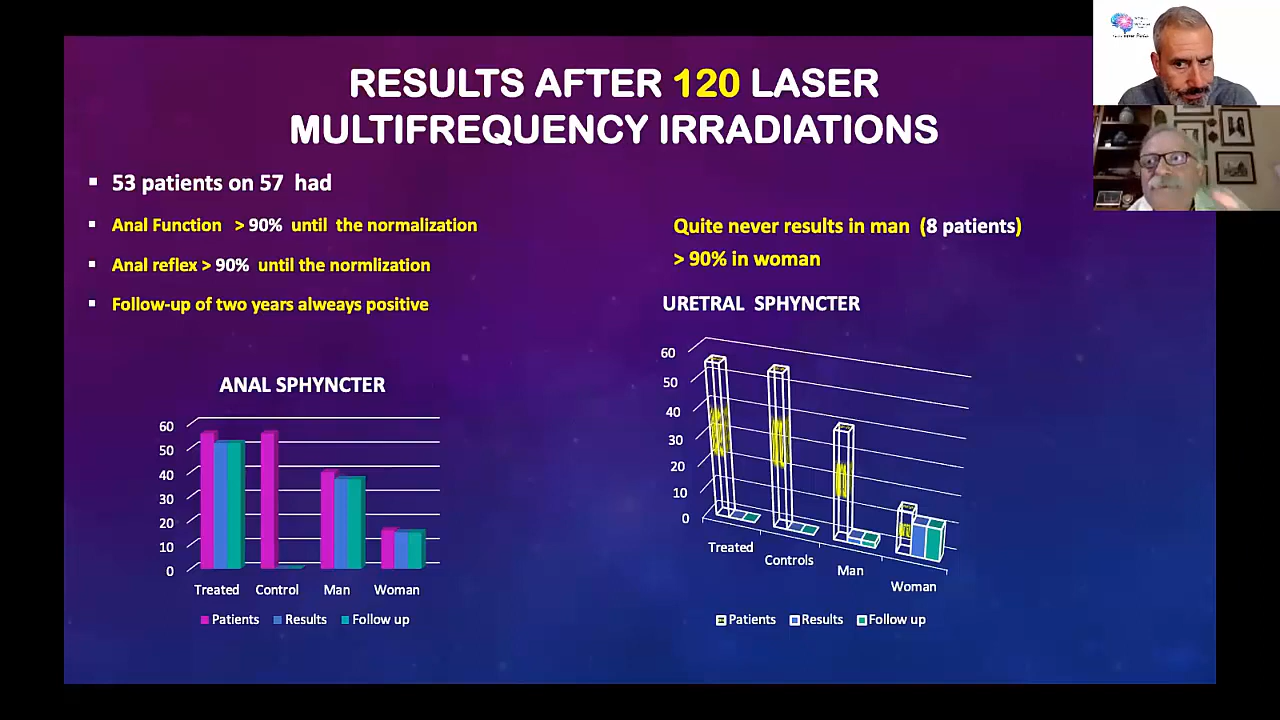 RESULTS AFTER 120 LASER
MULTIFREQUENCY IRRADIATIONS
53 patients on 57 had
Anal Function > 90% until the normalization
Anal reflex > 90% until the normlization
Follow-up of two years alweays positive
Quite never results in man (8 patients)
> 90% in woman
ANAL SPHYNCTER
60
50
40
30
20
10
0
Treated Control Man Woman
Patients Results Follow up
URETRAL SPHYNCTER
60
50
40
30
20
10
0
Treated
Controls
Man
Woman
Patients Results Follow up